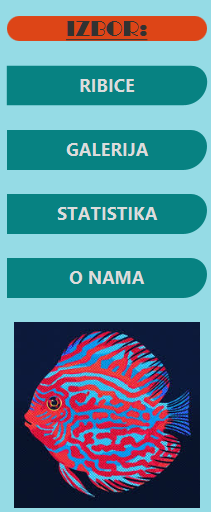 IZBOR:
RIBICE
GALERIJA
STATISTIKA
O NAMA